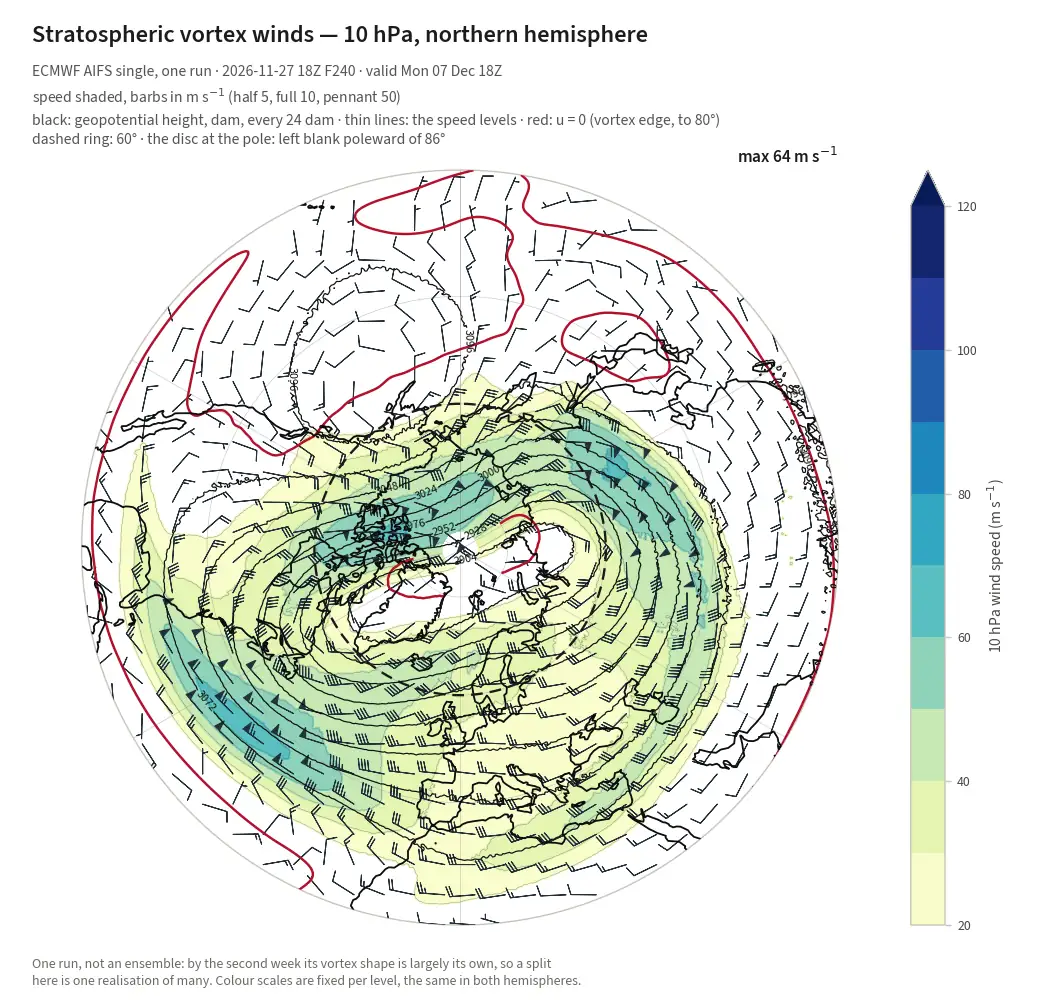 Stratospheric vortex winds — 10 hPa, northern hemisphere
ECMWF AIFS single, one run · 2026-11-27 18Z F240 · valid Mon 07 Dec 18Z
speed shaded, barbs in m s⁻¹ (half 5, full 10, pennant 50)
black: geopotential height, dam, every 24 dam · thin lines: the speed levels · red: u = 0 (vortex edge, to 80°)
dashed ring: 60° · the disc at the pole: left blank poleward of 86°
max 64 m s⁻¹
120
100
80
60
40
20
10 hPa wind speed (m s⁻¹)
3096
3096
3000
3024
2952
2928
3072
One run, not an ensemble: by the second week its vortex shape is largely its own, so a split
here is one realisation of many. Colour scales are fixed per level, the same in both hemispheres.